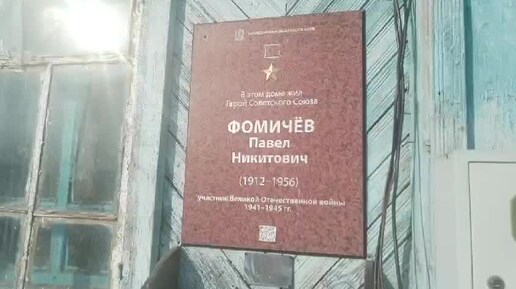 В этом доме жил
Герой Советского Союза
ФОМИЧЁВ
Павел
Никитович
(1912–1956)
участник Великой Отечественной войны
1941–1945 гг.